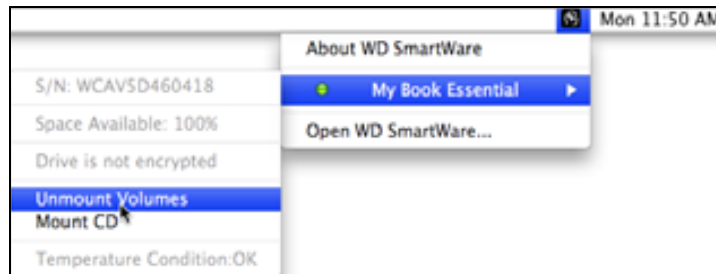 Mon 11:50 AM
About WD SmartWare
My Book Essential
Open WD SmartWare...
S/N: WCAVSD460418
Space Available: 100%
Drive is not encrypted
Unmount Volumes
Mount CD
Temperature Condition:OK